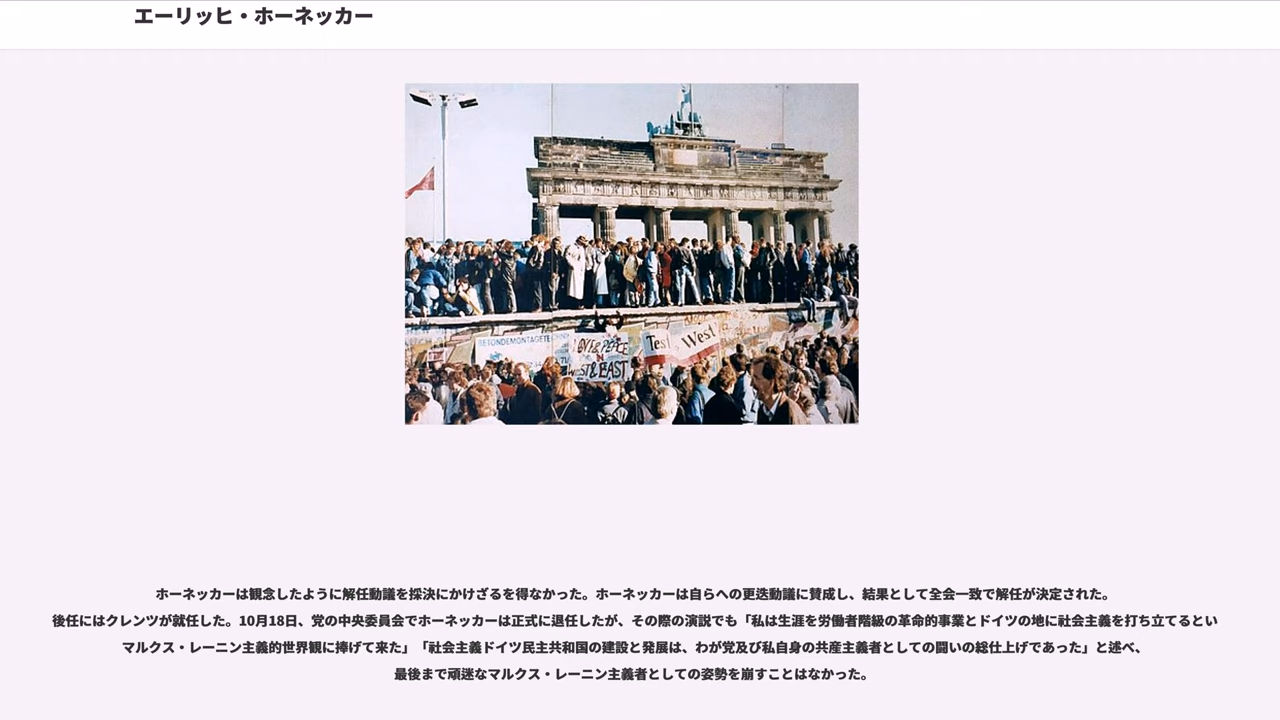 エーリッヒ・ホーネッカー
BETONDEMONTAGETECHNIK
LOVE & PEACE
Test West
WEST & EAST
ホーネッカーは観念したように解任動議を採決にかけざるを得なかった。ホーネッカーは自らへの更迭動議に賛成し、結果として全会一致で解任が決定された。
後任にはクレンツが就任した。10月18日、党の中央委員会でホーネッカーは正式に退任したが、その際の演説でも「私は生涯を労働者階級の革命的事業とドイツの地に社会主義を打ち立てるとい
マルクス・レーニン主義的世界観に捧げて来た」「社会主義ドイツ民主共和国の建設と発展は、わが党及び私自身の共産主義者としての闘いの総仕上げであった」と述べ、
最後まで頑迷なマルクス・レーニン主義者としての姿勢を崩すことはなかった。